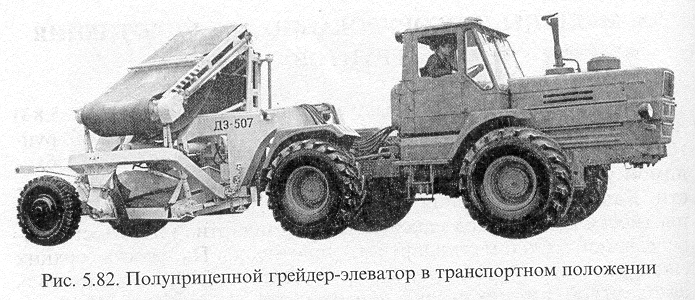 ДЗ-507
Рис. 5.82. Полуприцепной грейдер-элеватор в транспортном положении